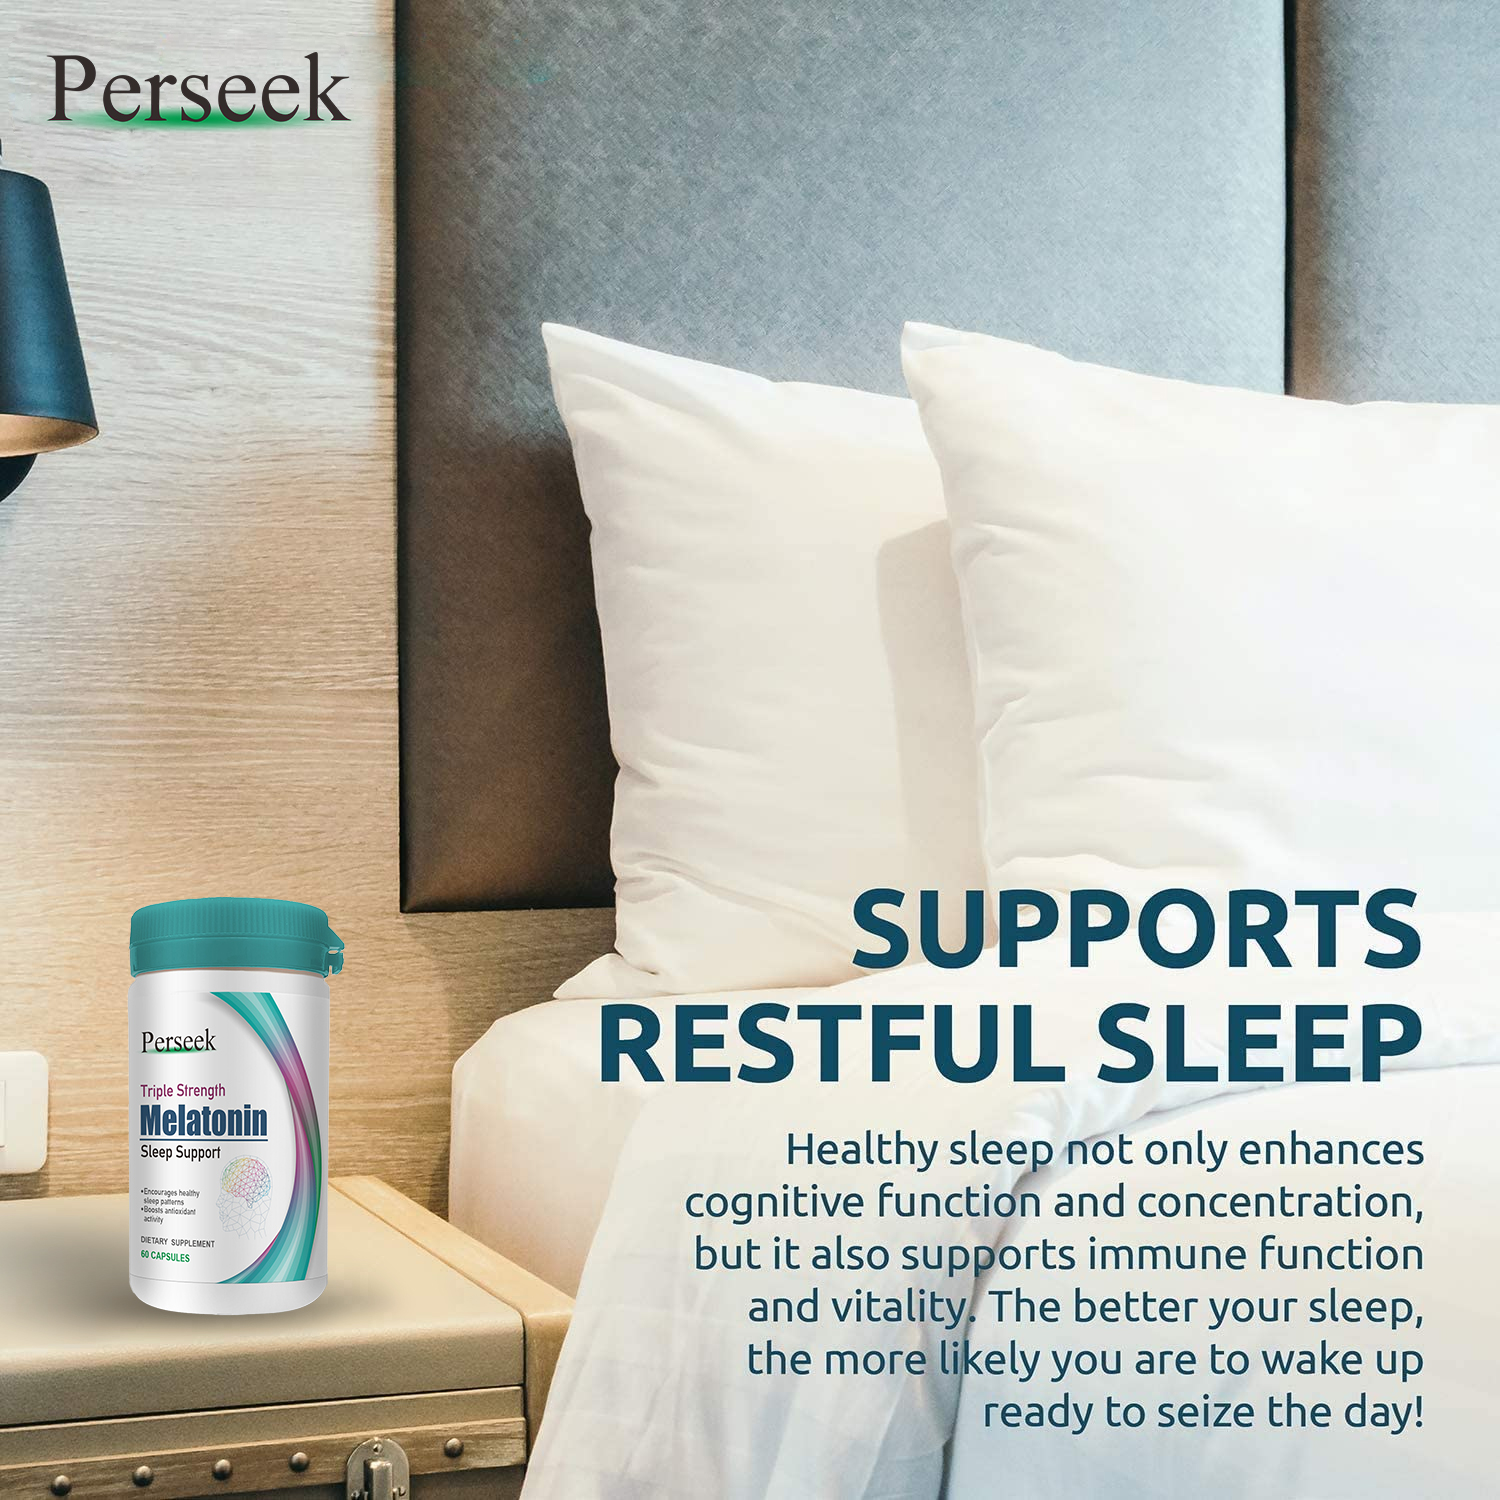 Perseek
SUPPORTS
RESTFUL SLEEP
Healthy sleep not only enhances
cognitive function and concentration,
but it also supports immune function
and vitality. The better your sleep,
the more likely you are to wake up
ready to seize the day!
Perseek
Triple Strength
Melatonin
Sleep Support
•Encourages healthy
sleep patterns
•Boosts antioxidant
activity
DIETARY SUPPLEMENT
60 CAPSULES